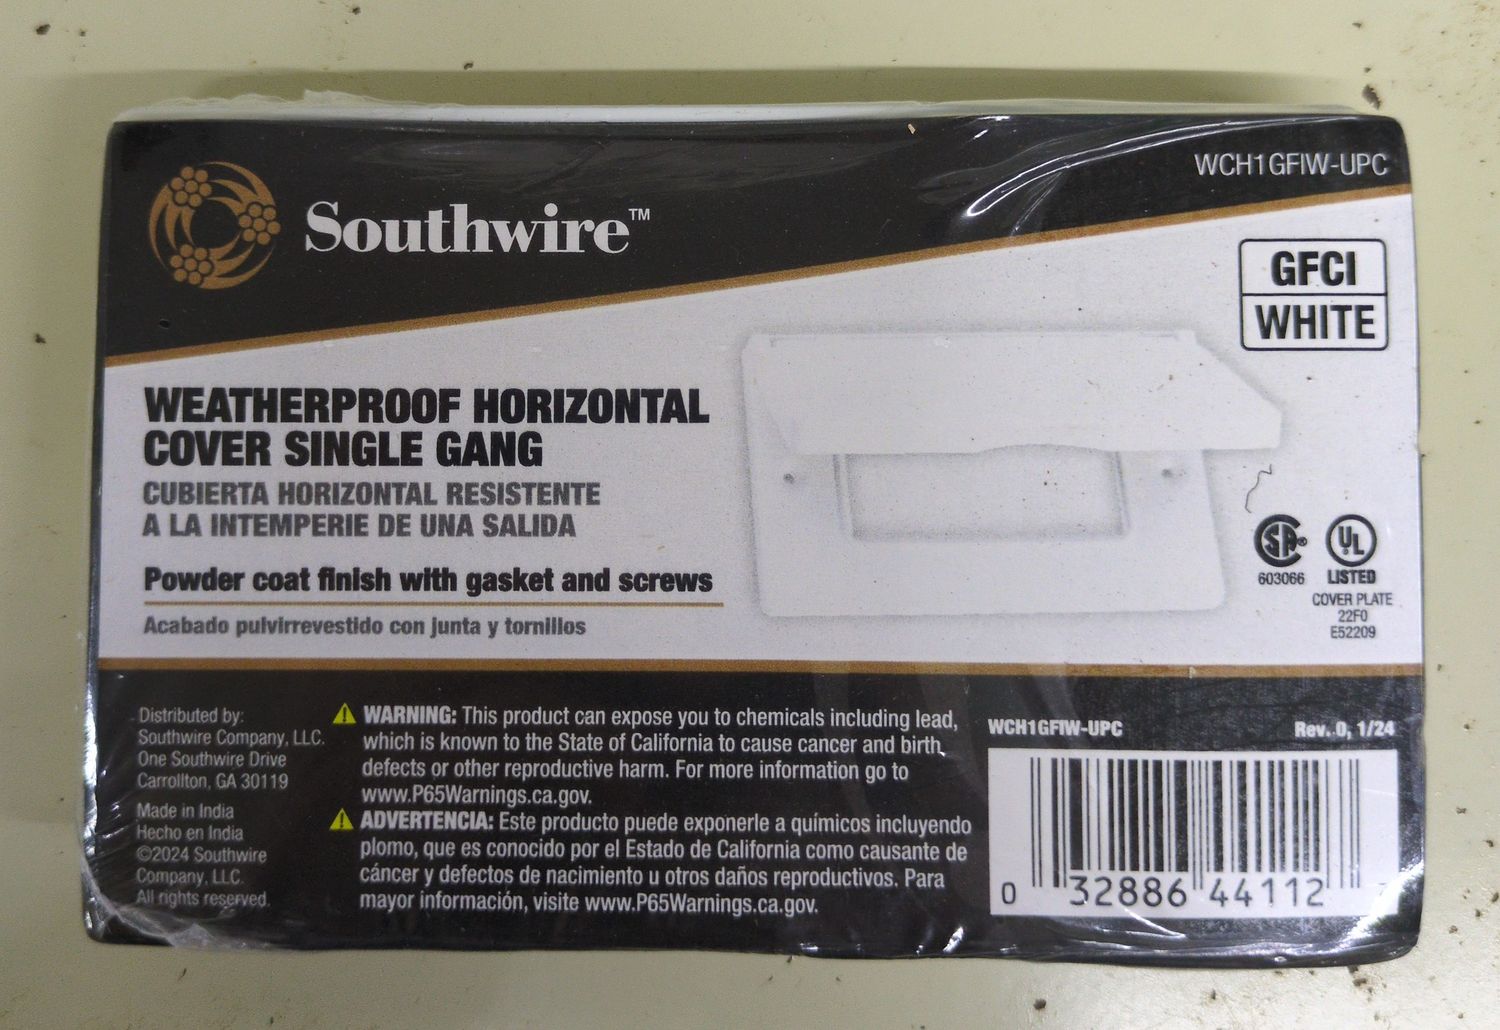 WCH1GFIW-UPC
Southwire™
GFCI
WHITE
WEATHERPROOF HORIZONTAL
COVER SINGLE GANG
CUBIERTA HORIZONTAL RESISTENTE
A LA INTEMPERIE DE UNA SALIDA
Powder coat finish with gasket and screws
Acabado pulvirrevestido con junta y tornillos
SA®
603066
UL
LISTED
COVER PLATE
22F0
E52209
Distributed by:
Southwire Company, LLC.
One Southwire Drive
Carrollton, GA 30119
Made in India
Hecho en India
©2024 Southwire
Company, LLC.
All rights reserved.
WARNING: This product can expose you to chemicals including lead,
which is known to the State of California to cause cancer and birth
defects or other reproductive harm. For more information go to
www.P65Warnings.ca.gov.
ADVERTENCIA: Este producto puede exponerle a químicos incluyendo
plomo, que es conocido por el Estado de California como causante de
cáncer y defectos de nacimiento u otros daños reproductivos. Para
mayor información, visite www.P65Warnings.ca.gov.
WCH1GFIW-UPC Rev. 0, 1/24
0 32886 44112